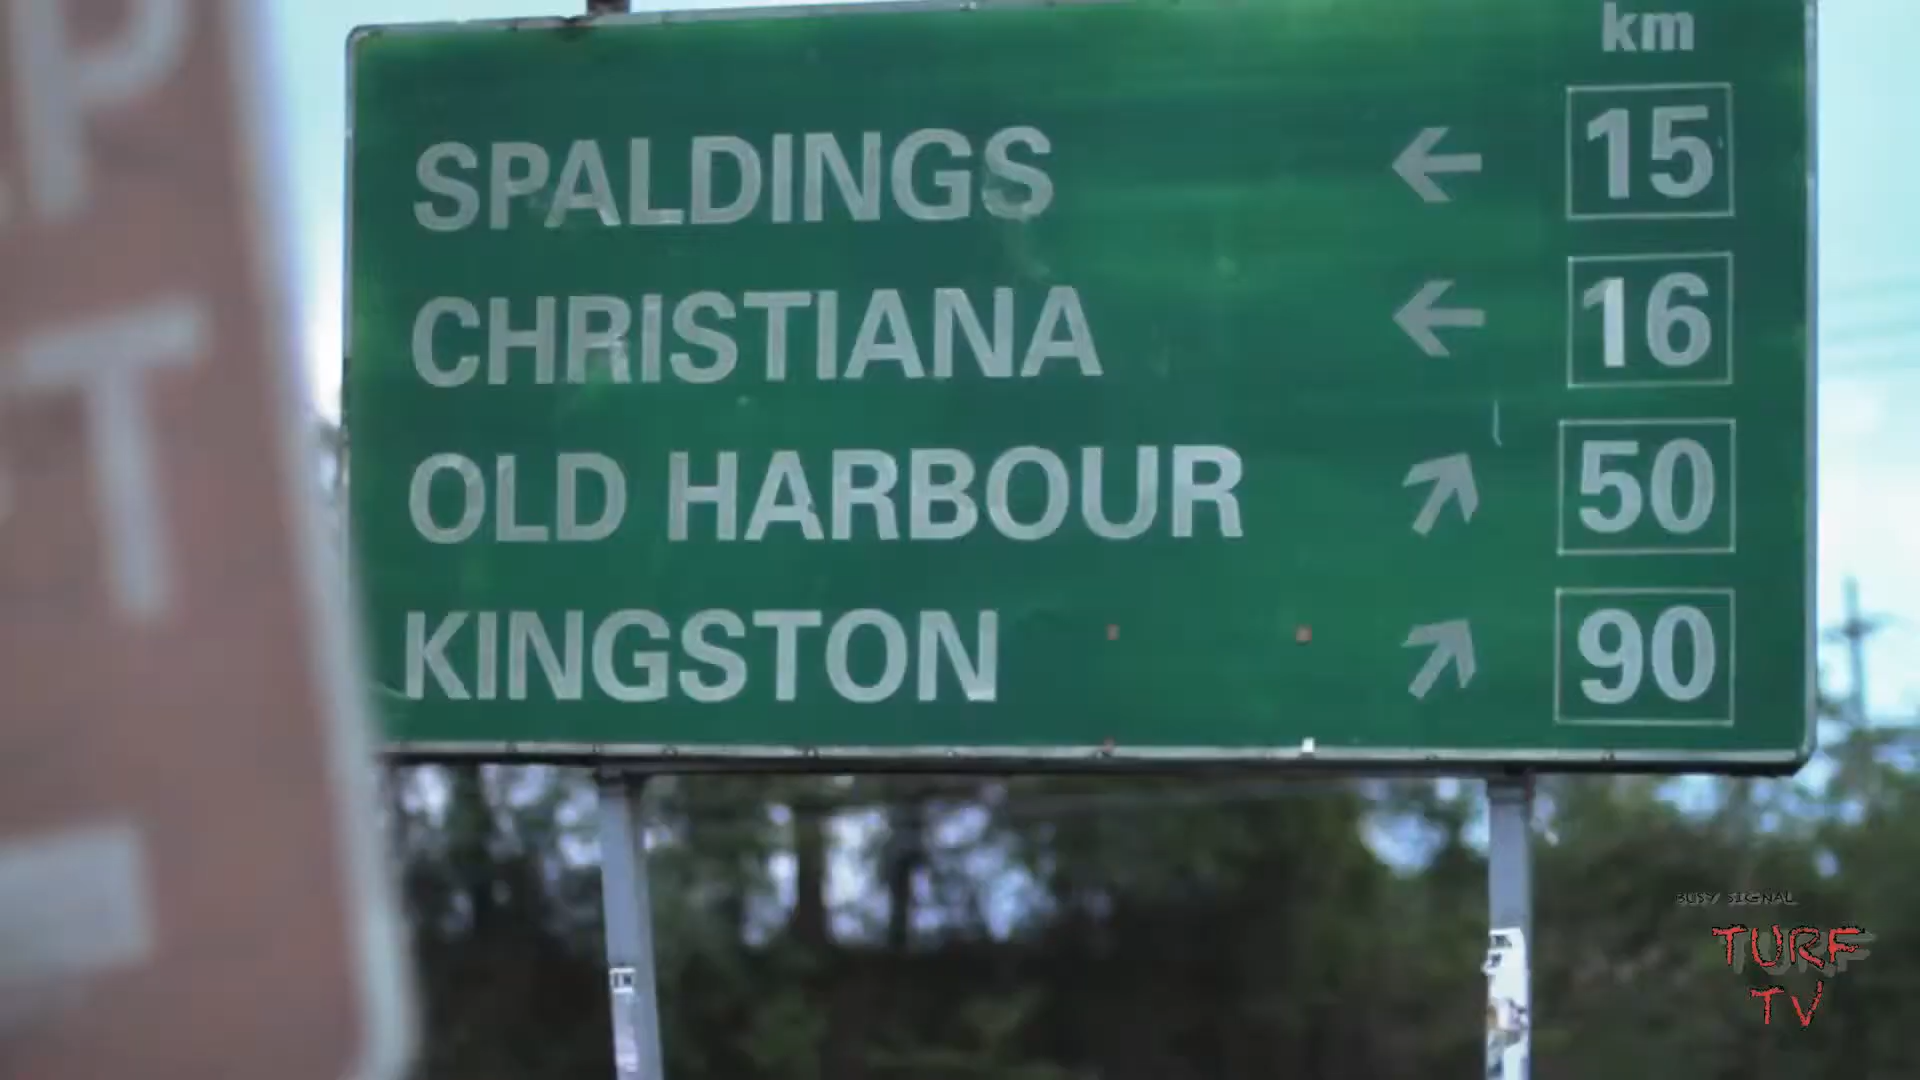 km
SPALDINGS ← 15
CHRISTIANA ← 16
OLD HARBOUR ↗ 50
KINGSTON ↗ 90
P
T
BUSY SIGNAL
TURF
TV